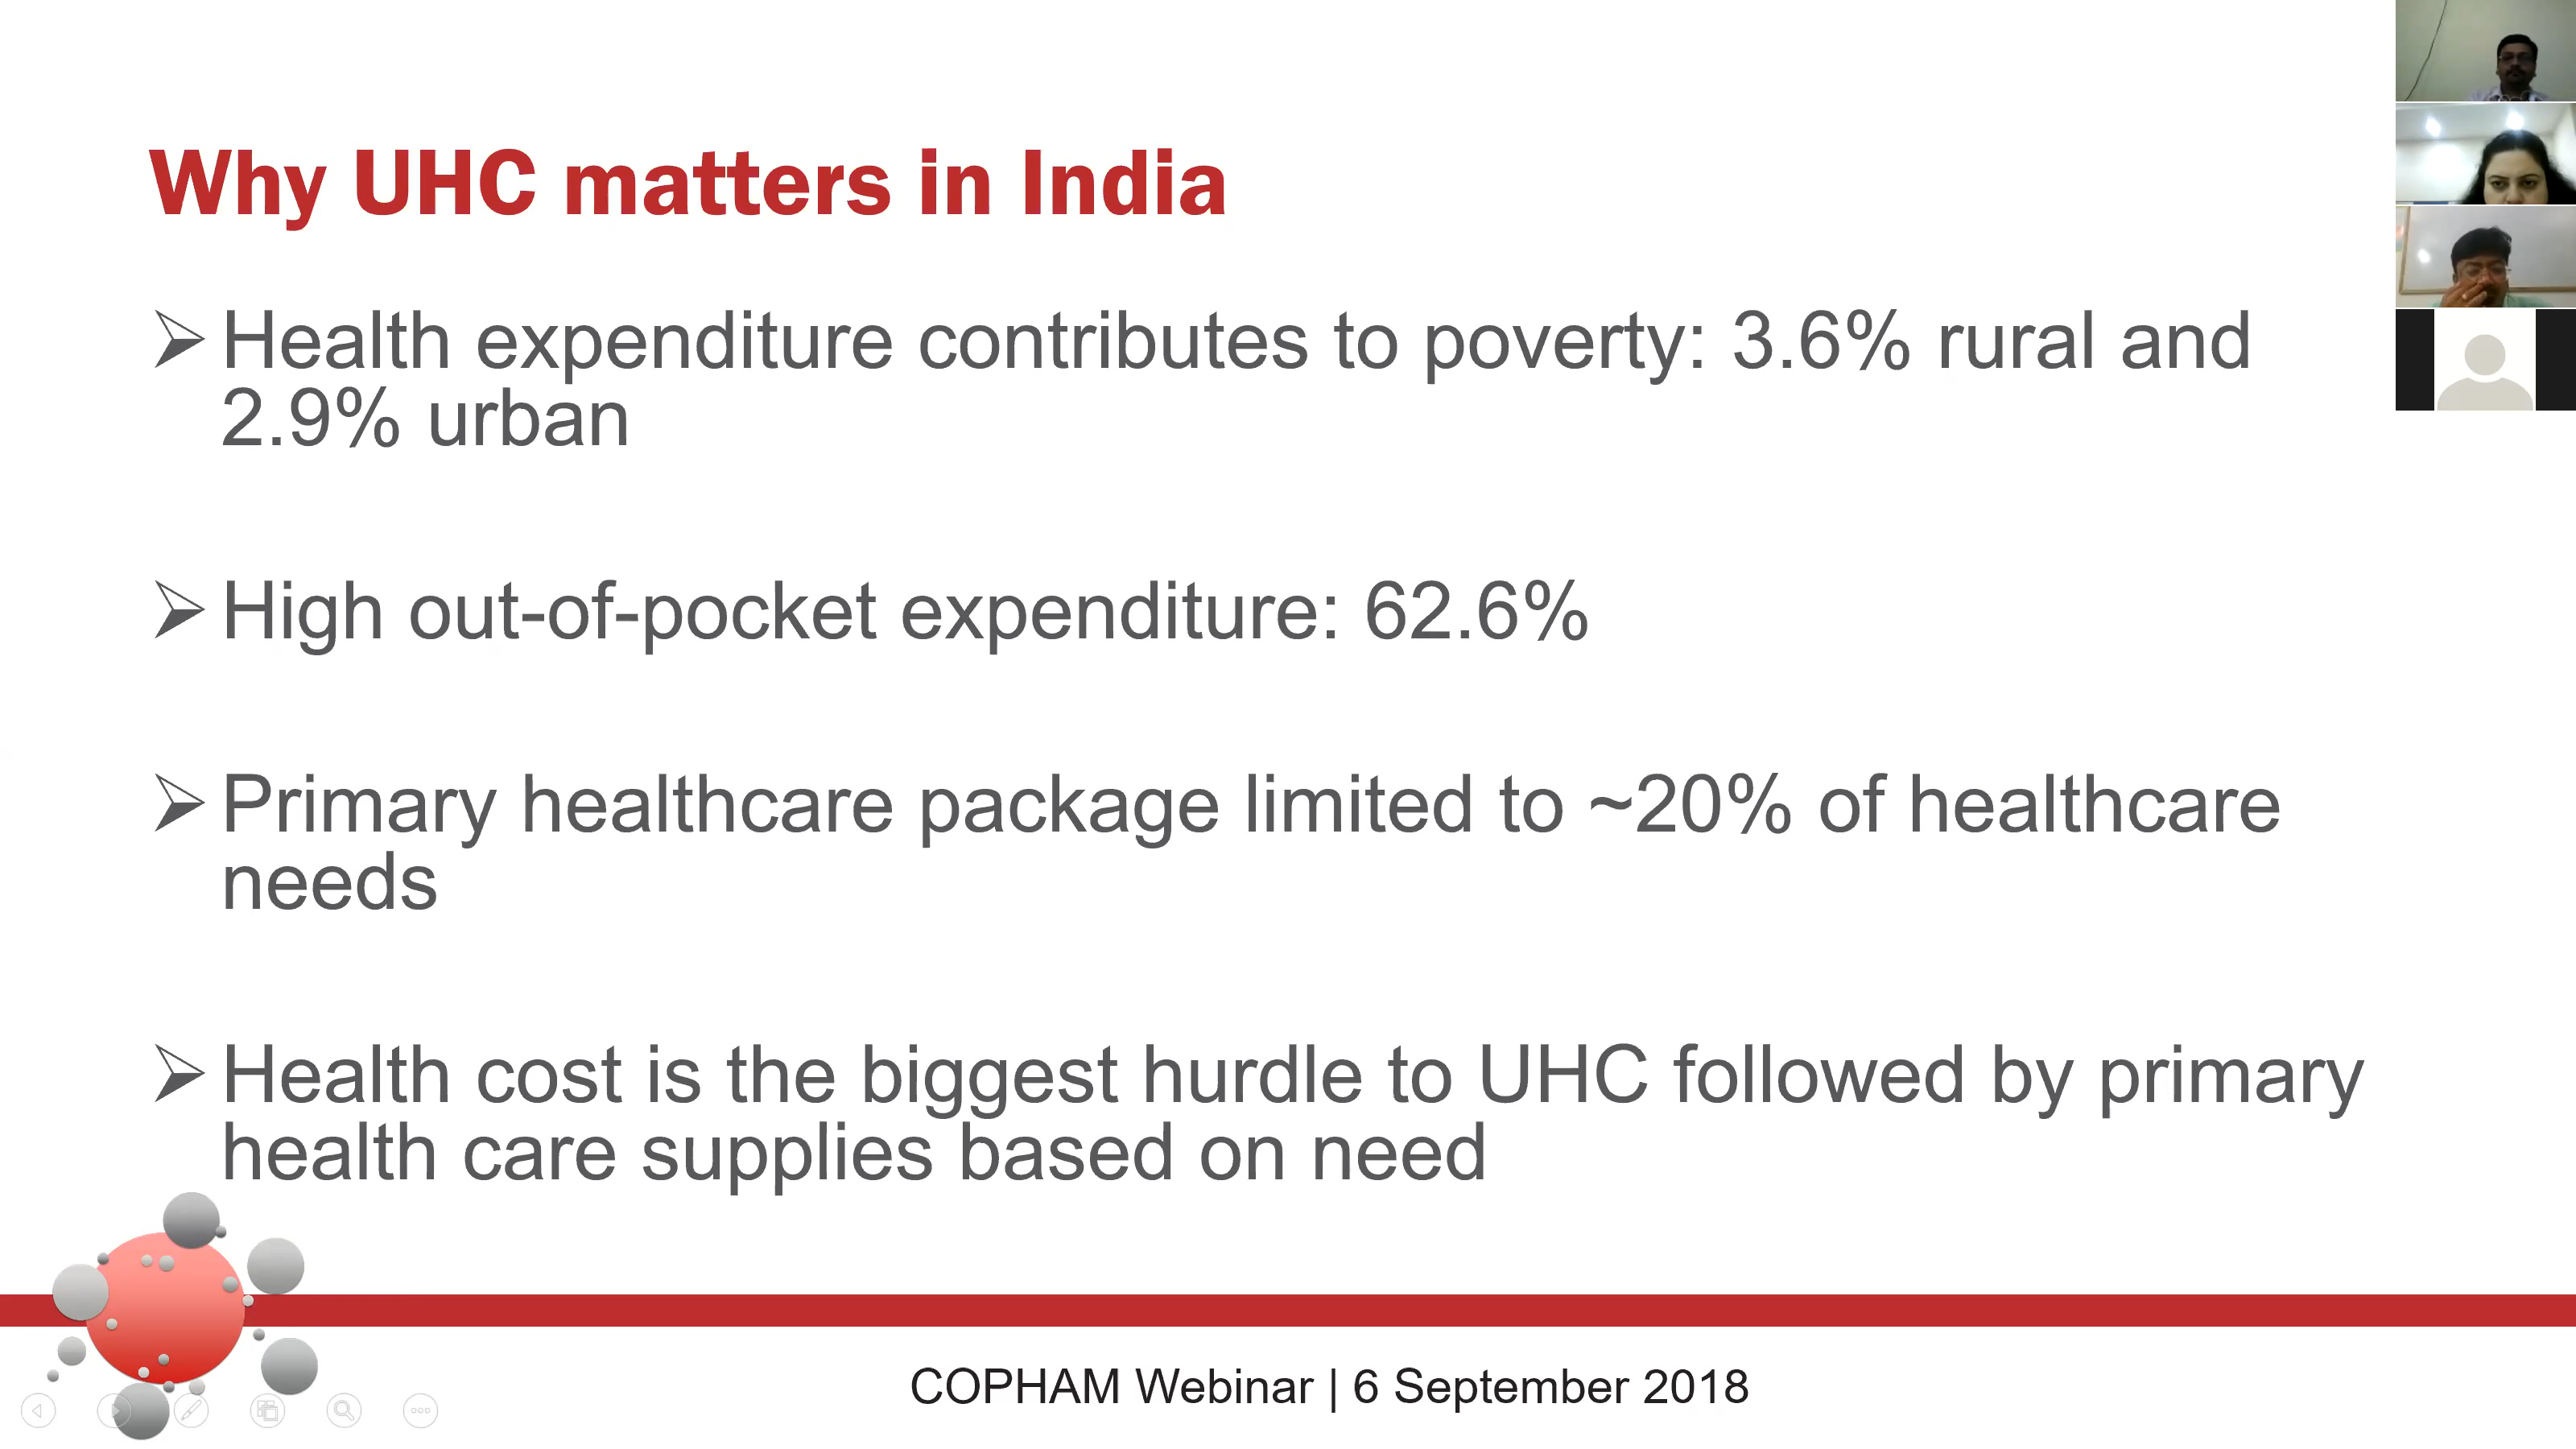 Why UHC matters in India
➢ Health expenditure contributes to poverty: 3.6% rural and
2.9% urban
➢ High out-of-pocket expenditure: 62.6%
➢ Primary healthcare package limited to ~20% of healthcare
needs
➢ Health cost is the biggest hurdle to UHC followed by primary
health care supplies based on need
COPHAM Webinar | 6 September 2018